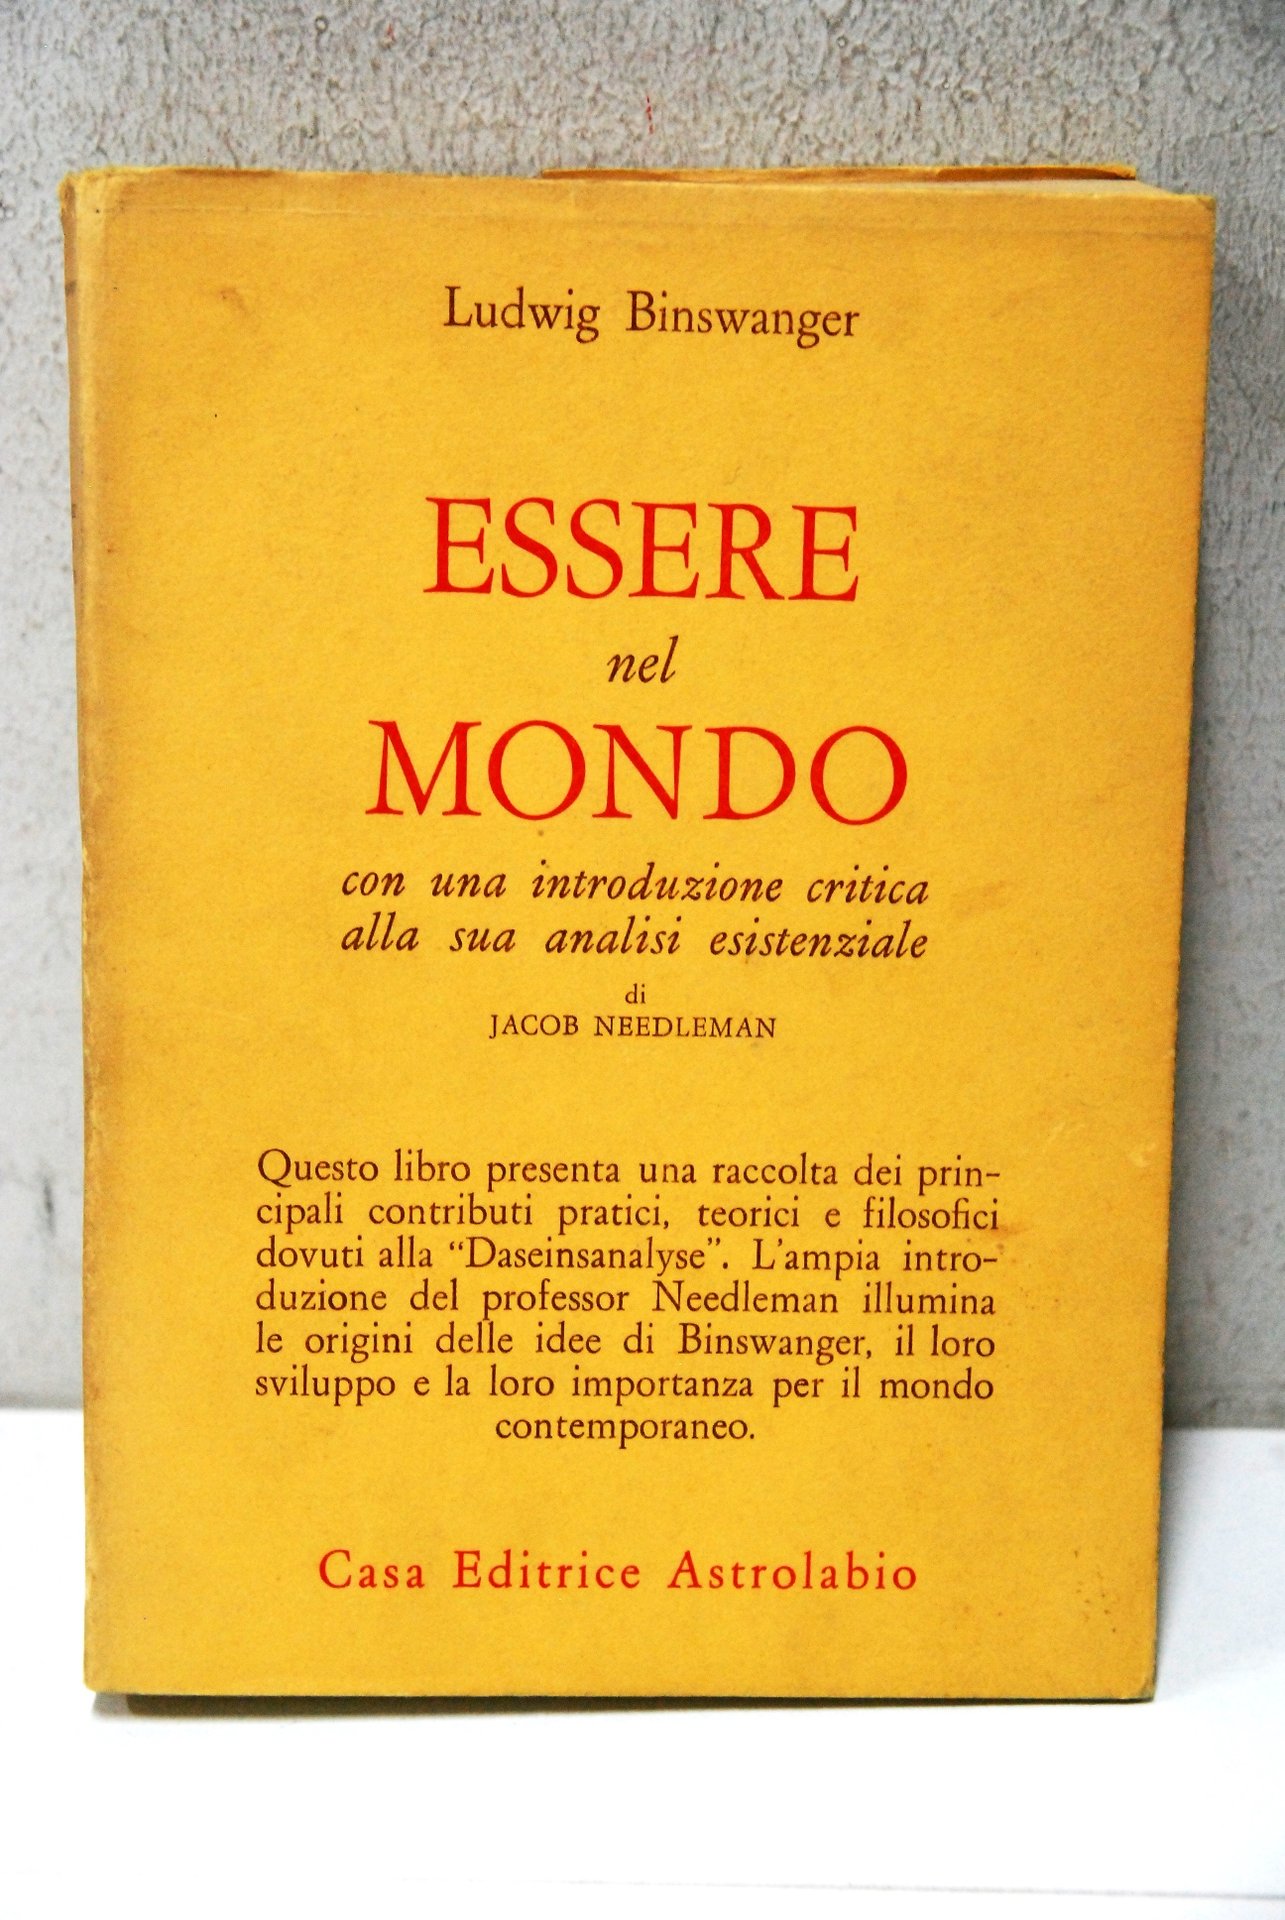 Ludwig Binswanger
ESSERE
nel
MONDO
con una introduzione critica
alla sua analisi esistenziale
di
JACOB NEEDLEMAN
Questo libro presenta una raccolta dei prin-
cipali contributi pratici, teorici e filosofici
dovuti alla “Daseinsanalyse”. L'ampia intro-
duzione del professor Needleman illumina
le origini delle idee di Binswanger, il loro
sviluppo e la loro importanza per il mondo
contemporaneo.
Casa Editrice Astrolabio